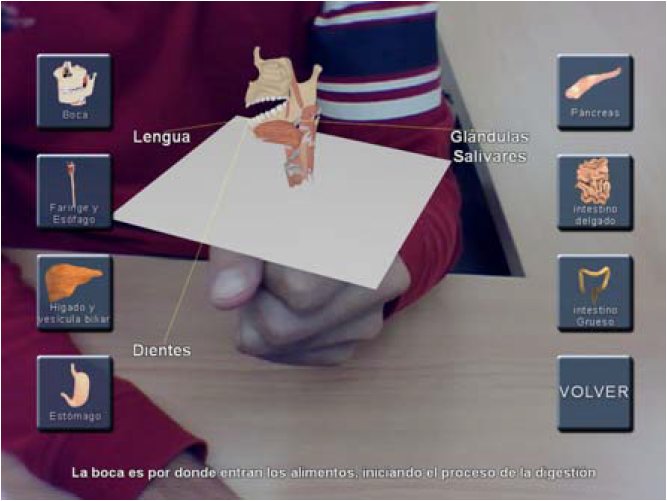 Boca
Páncreas
Lengua
Glándulas
Salivares
Faringe y
Esófago
intestino
delgado
Hígado y
vesícula biliar
intestino
Grueso
Dientes
Estómago
VOLVER
La boca es por donde entran los alimentos, iniciando el proceso de la digestión